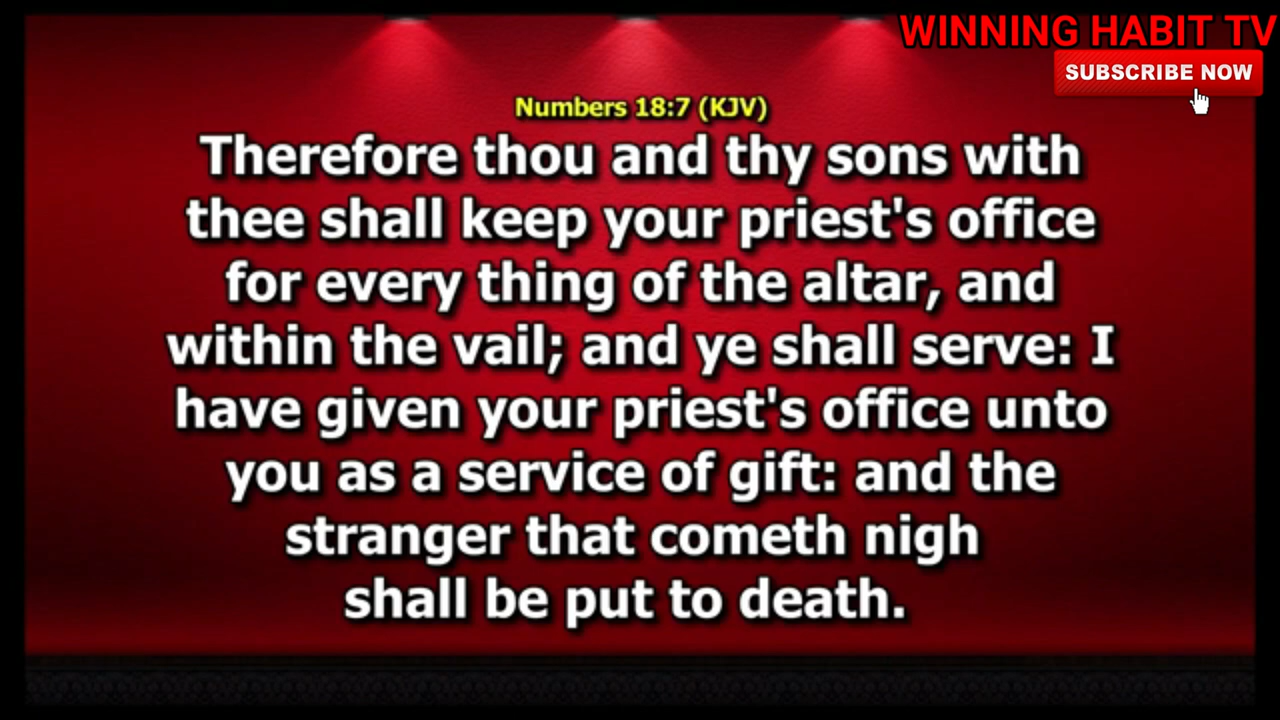 WINNING HABIT TV
SUBSCRIBE NOW
Numbers 18:7 (KJV)
Therefore thou and thy sons with
thee shall keep your priest's office
for every thing of the altar, and
within the vail; and ye shall serve: I
have given your priest's office unto
you as a service of gift: and the
stranger that cometh nigh
shall be put to death.